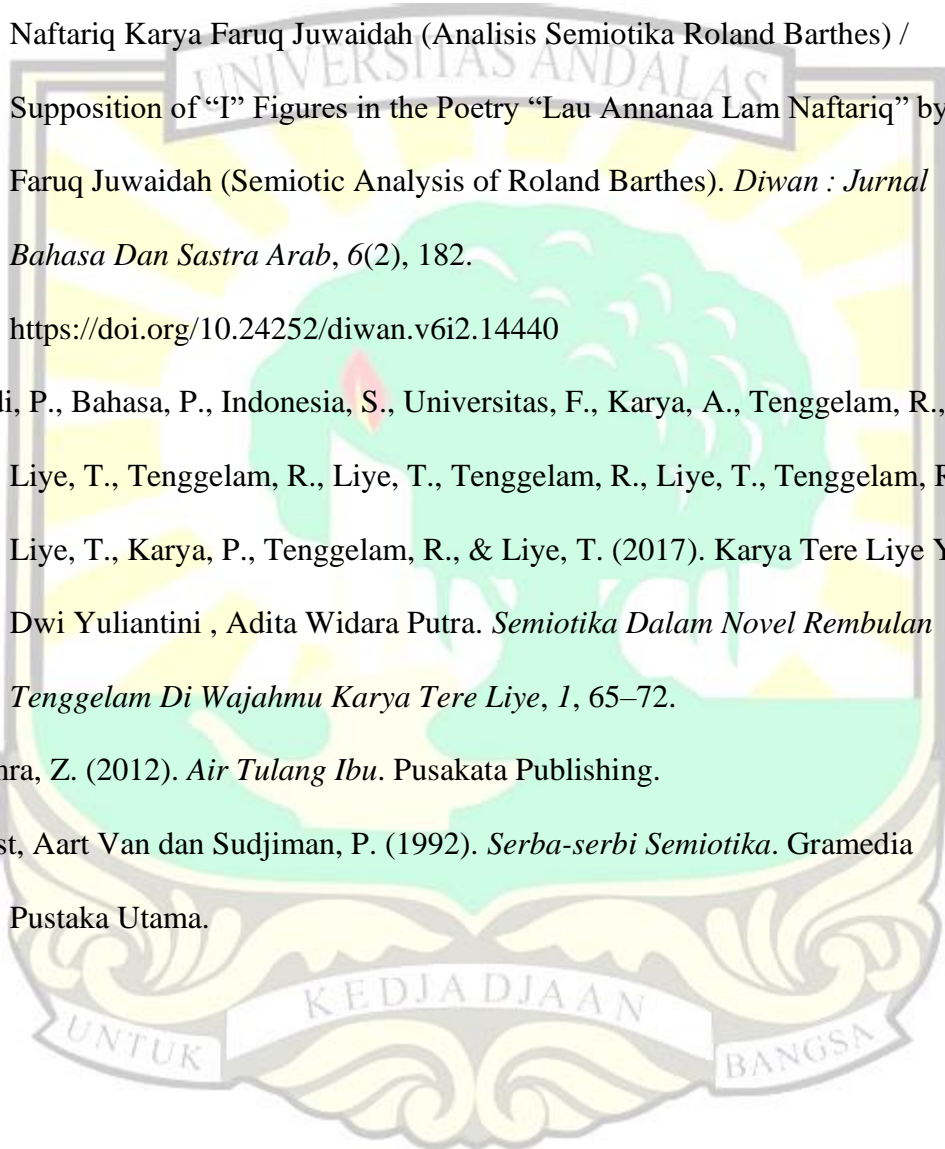 Naftariq Karya Faruq Juwaidah (Analisis Semiotika Roland Barthes) /
UNIVERSITAS ANDALAS
Supposition of “I” Figures in the Poetry “Lau Annanaa Lam Naftariq” by
Faruq Juwaidah (Semiotic Analysis of Roland Barthes). Diwan : Jurnal
Bahasa Dan Sastra Arab, 6(2), 182.
https://doi.org/10.24252/diwan.v6i2.14440
di, P., Bahasa, P., Indonesia, S., Universitas, F., Karya, A., Tenggelam, R.,
Liye, T., Tenggelam, R., Liye, T., Tenggelam, R., Liye, T., Tenggelam, R
Liye, T., Karya, P., Tenggelam, R., & Liye, T. (2017). Karya Tere Liye Y
Dwi Yuliantini , Adita Widara Putra. Semiotika Dalam Novel Rembulan
Tenggelam Di Wajahmu Karya Tere Liye, 1, 65–72.
ra, Z. (2012). Air Tulang Ibu. Pusakata Publishing.
st, Aart Van dan Sudjiman, P. (1992). Serba-serbi Semiotika. Gramedia
Pustaka Utama.
UNTUK KEDJADJAAN BANGSA